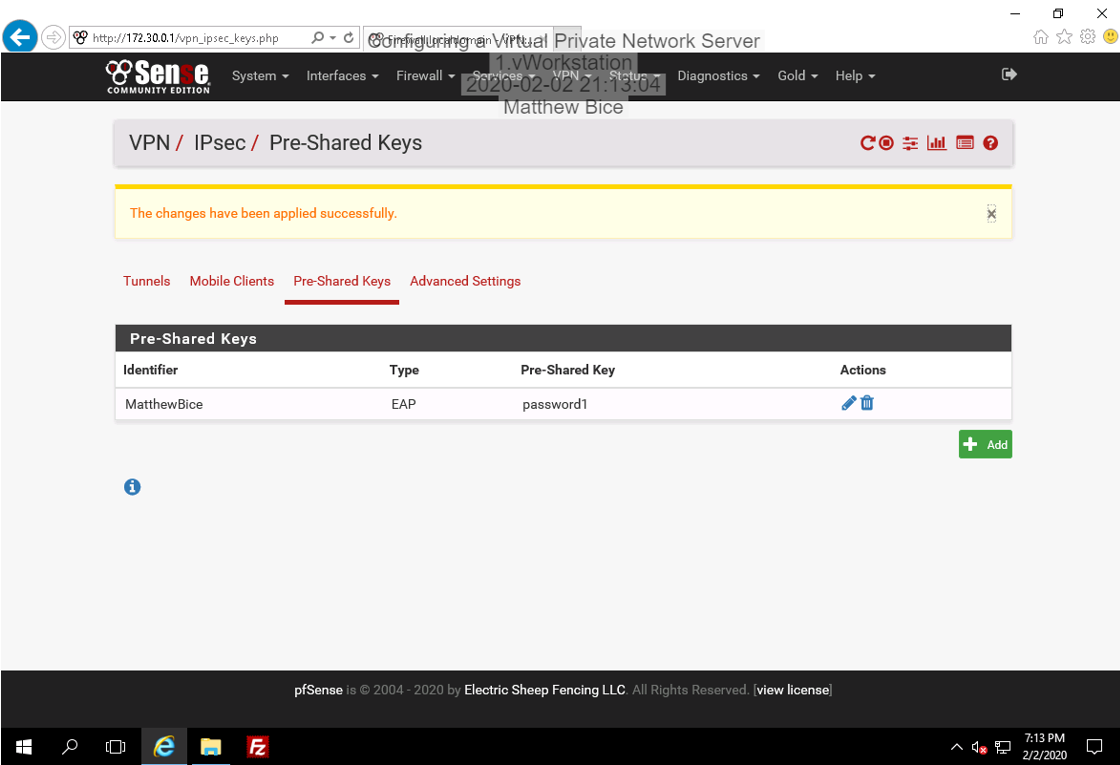 http://172.30.0.1/vpn_ipsec_keys.php
Configuring a Virtual Private Network Server
1.vWorkstation
2020-02-02 21:13:04
Matthew Bice
Sense
COMMUNITY EDITION
System Interfaces Firewall Services VPN Status Diagnostics Gold Help
VPN / IPsec / Pre-Shared Keys
The changes have been applied successfully.
Tunnels Mobile Clients Pre-Shared Keys Advanced Settings
Pre-Shared Keys
Identifier Type Pre-Shared Key Actions
MatthewBice EAP password1
Add
pfSense is © 2004 - 2020 by Electric Sheep Fencing LLC. All Rights Reserved. [view license]
Fz
7:13 PM
2/2/2020